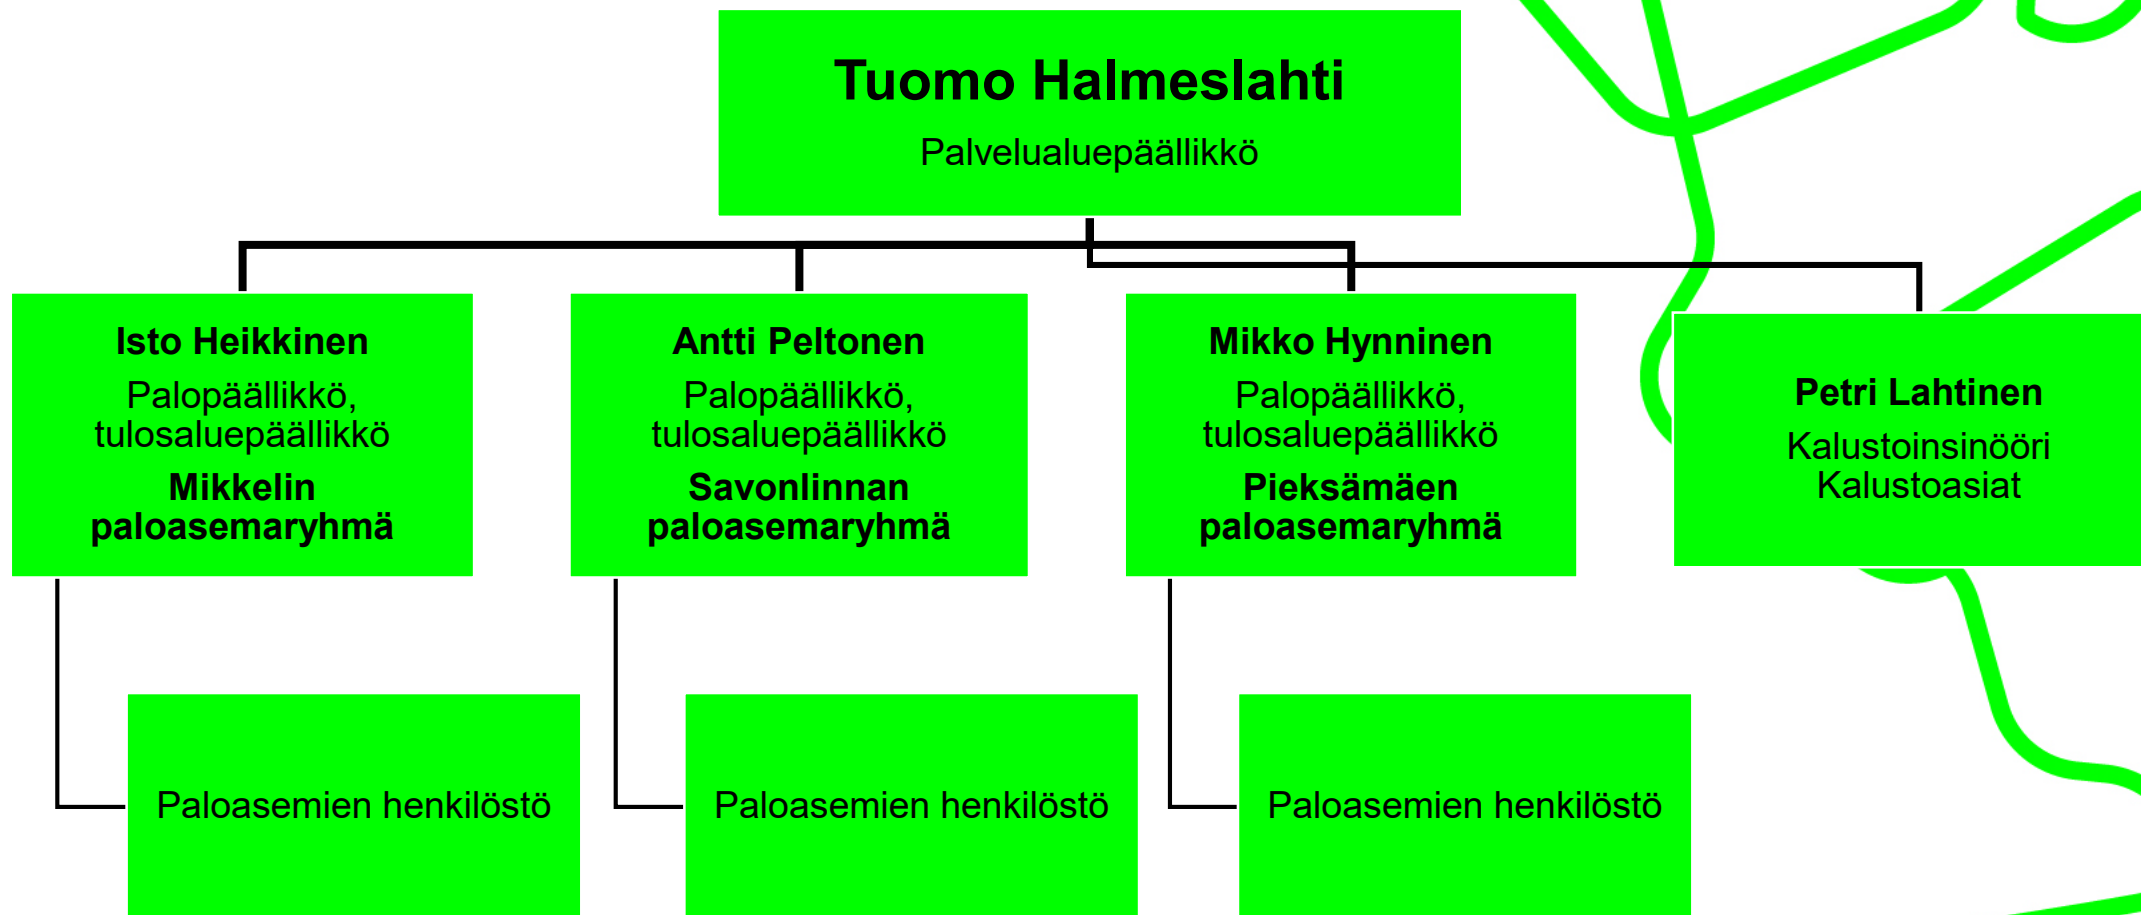 Tuomo Halmeslahti
Palvelualuepäällikkö
Isto Heikkinen
Palopäällikkö,
tulosaluepäällikkö
Mikkelin
paloasemaryhmä
Antti Peltonen
Palopäällikkö,
tulosaluepäällikkö
Savonlinnan
paloasemaryhmä
Mikko Hynninen
Palopäällikkö,
tulosaluepäällikkö
Pieksämäen
paloasemaryhmä
Petri Lahtinen
Kalustoinsinööri
Kalustoasiat
Paloasemien henkilöstö
Paloasemien henkilöstö
Paloasemien henkilöstö